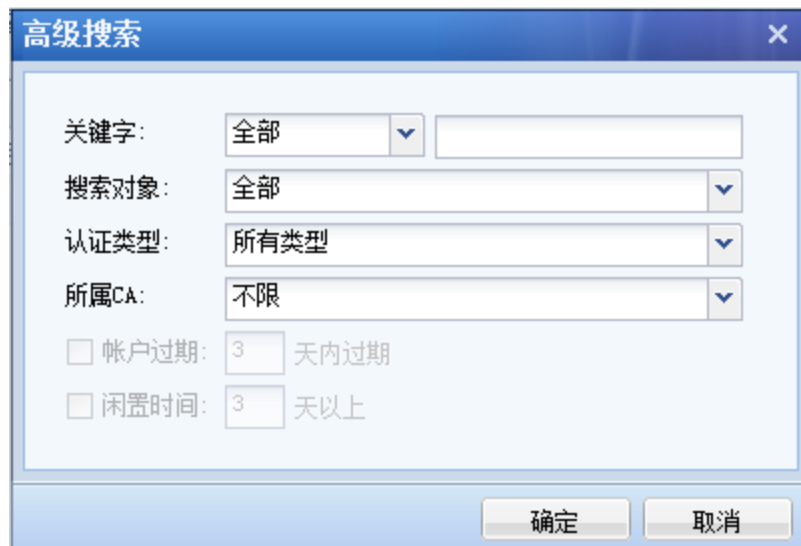 高级搜索
关键字: 全部
搜索对象: 全部
认证类型: 所有类型
所属CA: 不限
帐户过期: 3 天内过期
闲置时间: 3 天以上
确定 取消